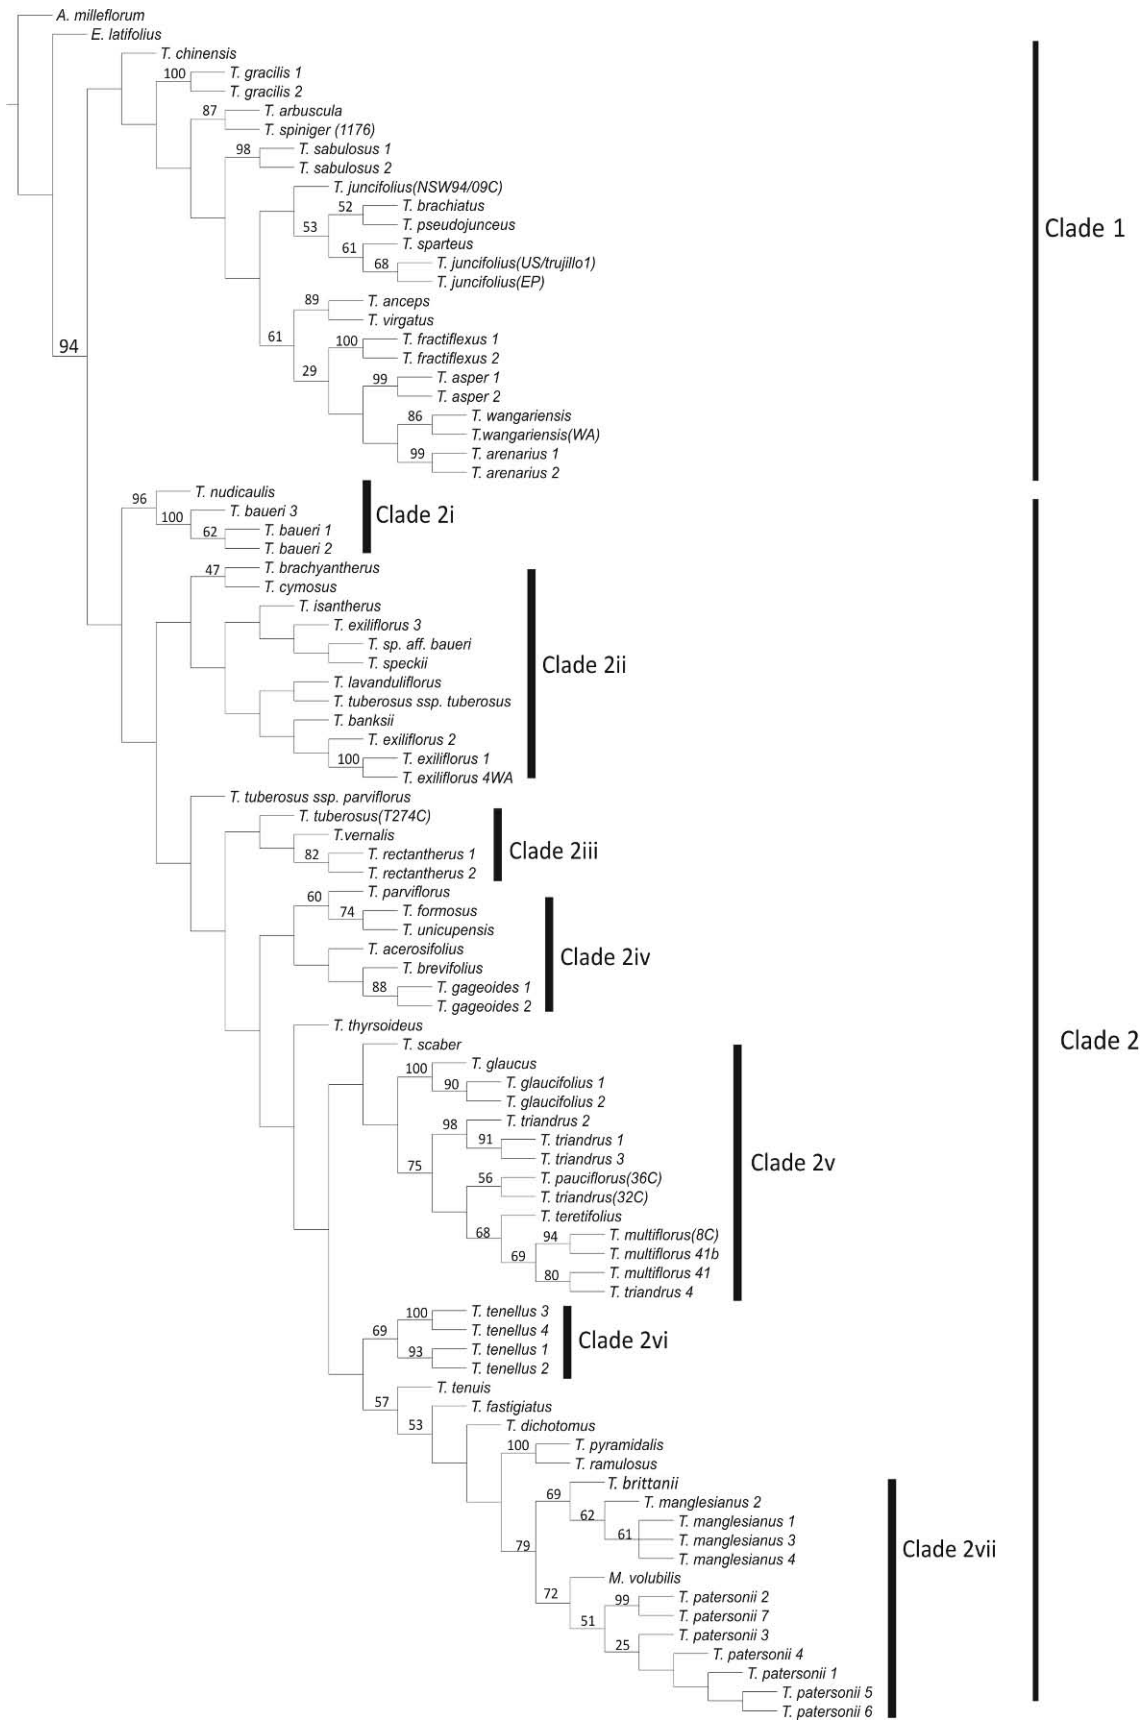 A. milleflorum
E. latifolius
T. chinensis
100 T. gracilis 1
T. gracilis 2
87 T. arbuscula
T. spiniger (1176)
98 T. sabulosus 1
T. sabulosus 2
T. juncifolius(NSW94/09C)
52 T. brachiatus
53 T. pseudojunceus
Clade 1
61 T. sparteus
68 T. juncifolius(US/trujillo1)
T. juncifolius(EP)
89 T. anceps
T. virgatus
94 61 100 T. fractiflexus 1
T. fractiflexus 2
29 99 T. asper 1
T. asper 2
86 T. wangariensis
T.wangariensis(WA)
99 T. arenarius 1
T. arenarius 2
96 T. nudicaulis
100 T. baueri 3
Clade 2i
62 T. baueri 1
T. baueri 2
47 T. brachyantherus
T. cymosus
T. isantherus
T. exiliflorus 3
T. sp. aff. baueri
T. speckii
Clade 2ii
T. lavanduliflorus
T. tuberosus ssp. tuberosus
T. banksii
T. exiliflorus 2
100 T. exiliflorus 1
T. exiliflorus 4WA
T. tuberosus ssp. parviflorus
T. tuberosus(T274C)
T.vernalis
82 T. rectantherus 1
Clade 2iii
T. rectantherus 2
60 T. parviflorus
74 T. formosus
T. unicupensis
T. acerosifolius
Clade 2iv
T. brevifolius
88 T. gageoides 1
T. gageoides 2
T. thyrsoideus
Clade 2
T. scaber
100 T. glaucus
90 T. glaucifolius 1
T. glaucifolius 2
98 T. triandrus 2
91 T. triandrus 1
75 T. triandrus 3
Clade 2v
56 T. pauciflorus(36C)
T. triandrus(32C)
T. teretifolius
68 94 T. multiflorus(8C)
69 T. multiflorus 41b
80 T. multiflorus 41
T. triandrus 4
100 T. tenellus 3
69 T. tenellus 4
Clade 2vi
93 T. tenellus 1
T. tenellus 2
T. tenuis
57 T. fastigiatus
53 T. dichotomus
100 T. pyramidalis
T. ramulosus
T. brittanii
69 T. manglesianus 2
62 T. manglesianus 1
61 T. manglesianus 3
79 T. manglesianus 4
Clade 2vii
M. volubilis
72 99 T. patersonii 2
51 T. patersonii 7
25 T. patersonii 3
T. patersonii 4
T. patersonii 1
T. patersonii 5
T. patersonii 6